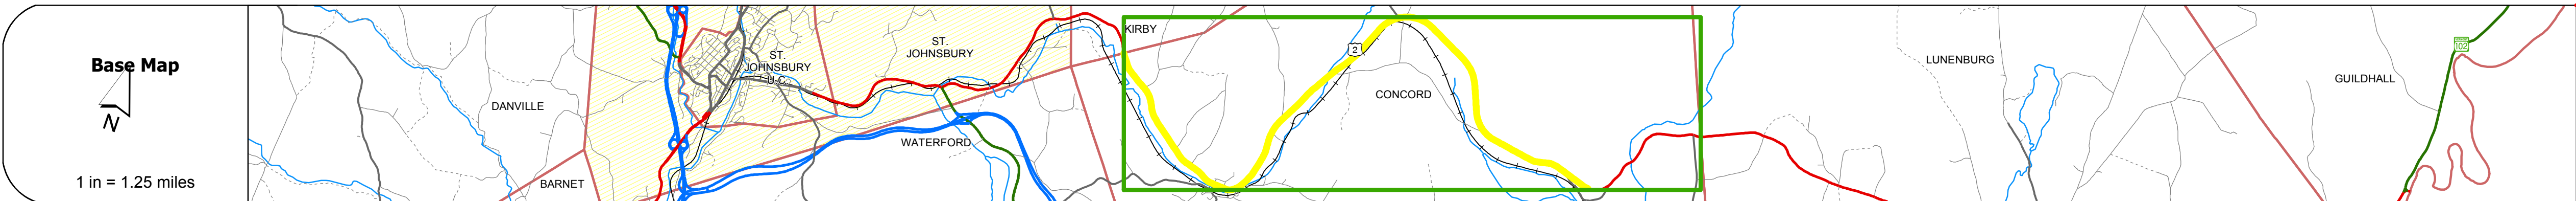 Base Map
N
1 in = 1.25 miles
DANVILLE
BARNET
ST.
JOHNSBURY
V.C.
ST.
JOHNSBURY
WATERFORD
KIRBY
2
CONCORD
LUNENBURG
GUILDHALL
102